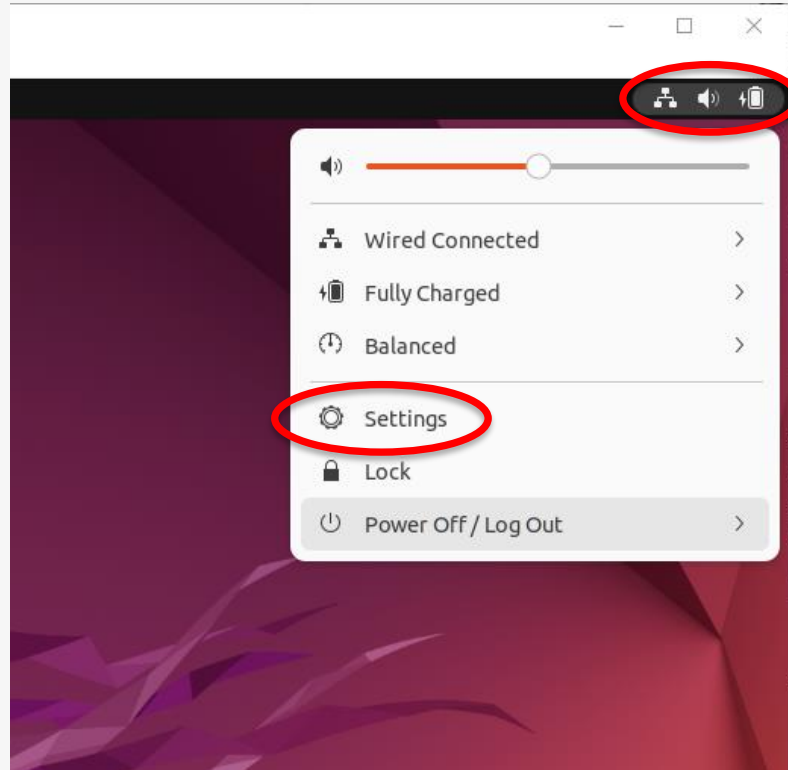 Wired Connected
Fully Charged
Balanced
Settings
Lock
Power Off / Log Out